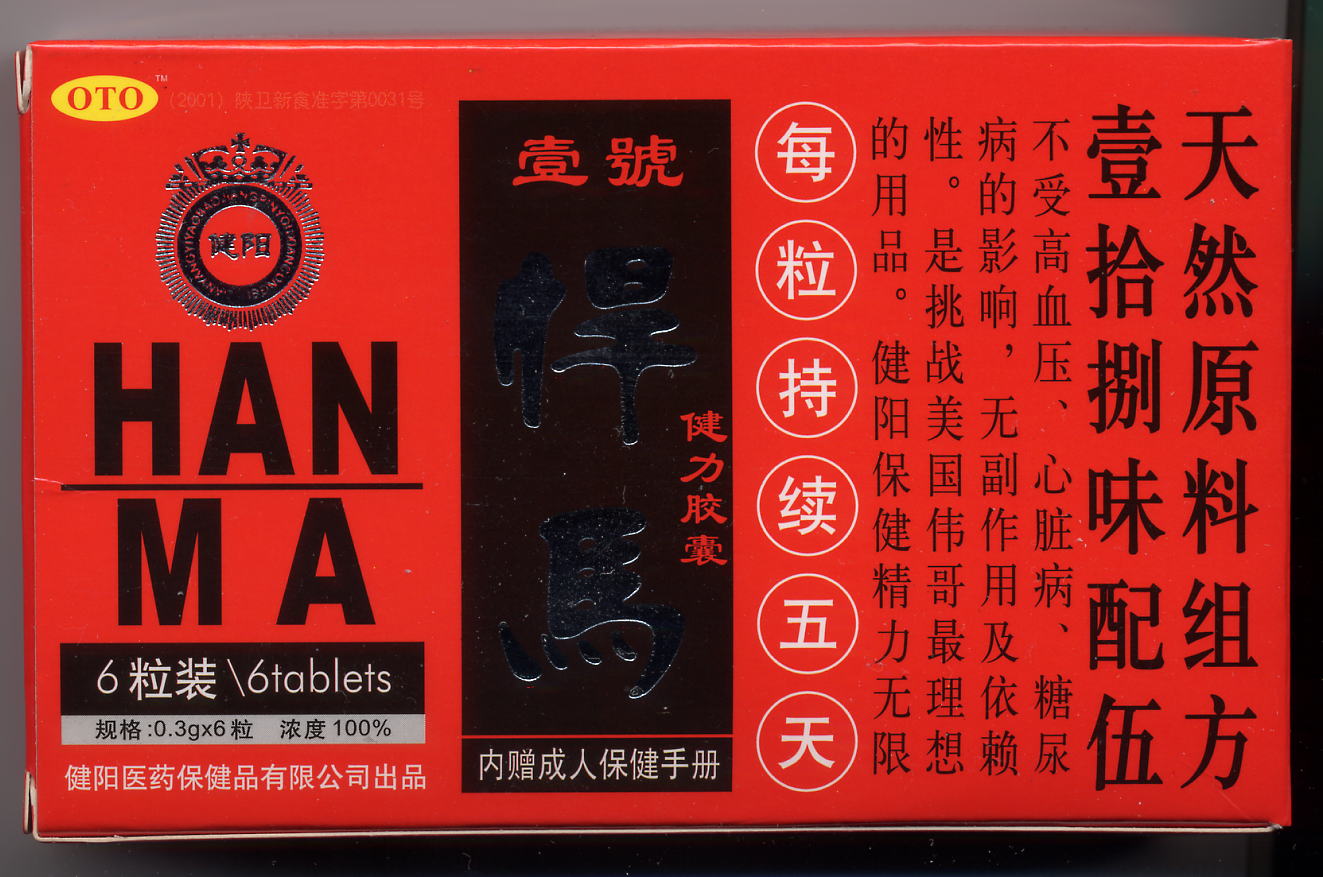 OTO
TM
(2001) 陕卫新食准字第0031号
健阳
HAN
MA
6粒装\6tablets
规格:0.3gx6粒 浓度100%
健阳医药保健品有限公司出品
壹號
悍馬
健力胶囊
内赠成人保健手册
天然原料组方
壹拾捌味配伍
不受高血压、心脏病、糖尿
病的影响，无副作用及依赖
性。是挑战美国伟哥最理想
的用品。健阳保健精力无限
每粒持续五天